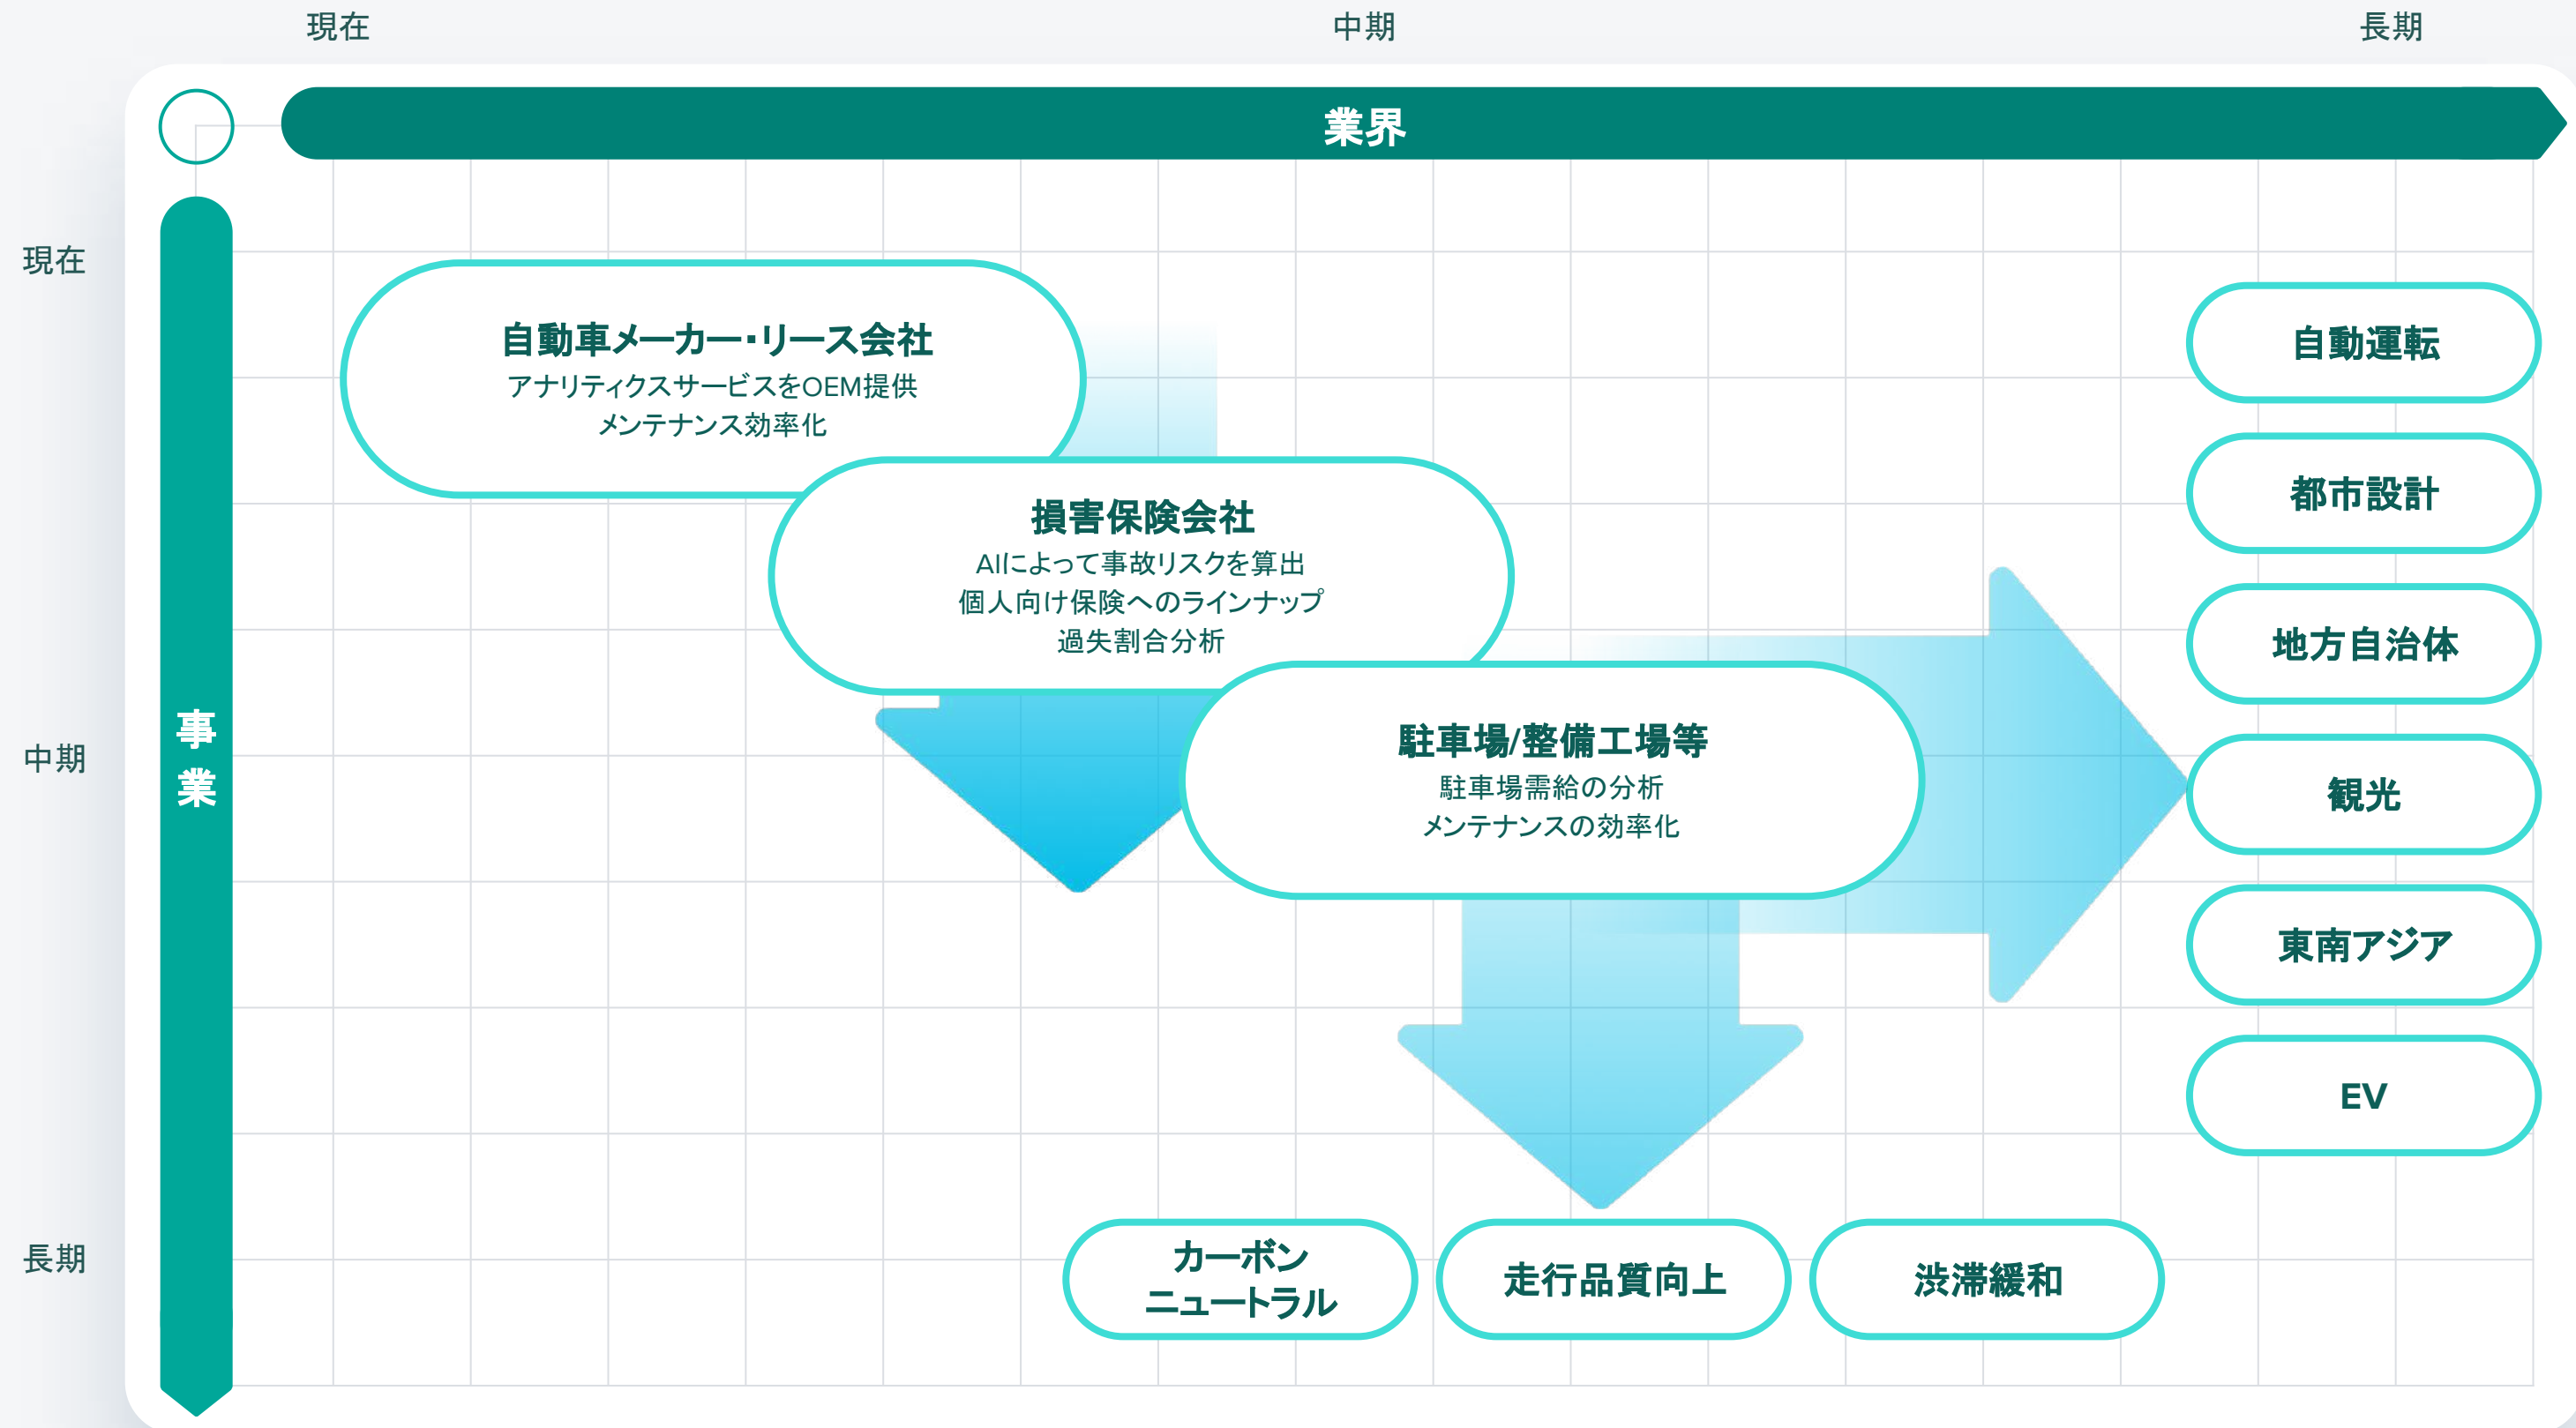 現在
中期
長期
業界
現在
中期
長期
事業
自動車メーカー・リース会社
アナリティクスサービスをOEM提供
メンテナンス効率化
損害保険会社
AIによって事故リスクを算出
個人向け保険へのラインナップ
過失割合分析
駐車場/整備工場等
駐車場需給の分析
メンテナンスの効率化
自動運転
都市設計
地方自治体
観光
東南アジア
EV
カーボン
ニュートラル
走行品質向上
渋滞緩和